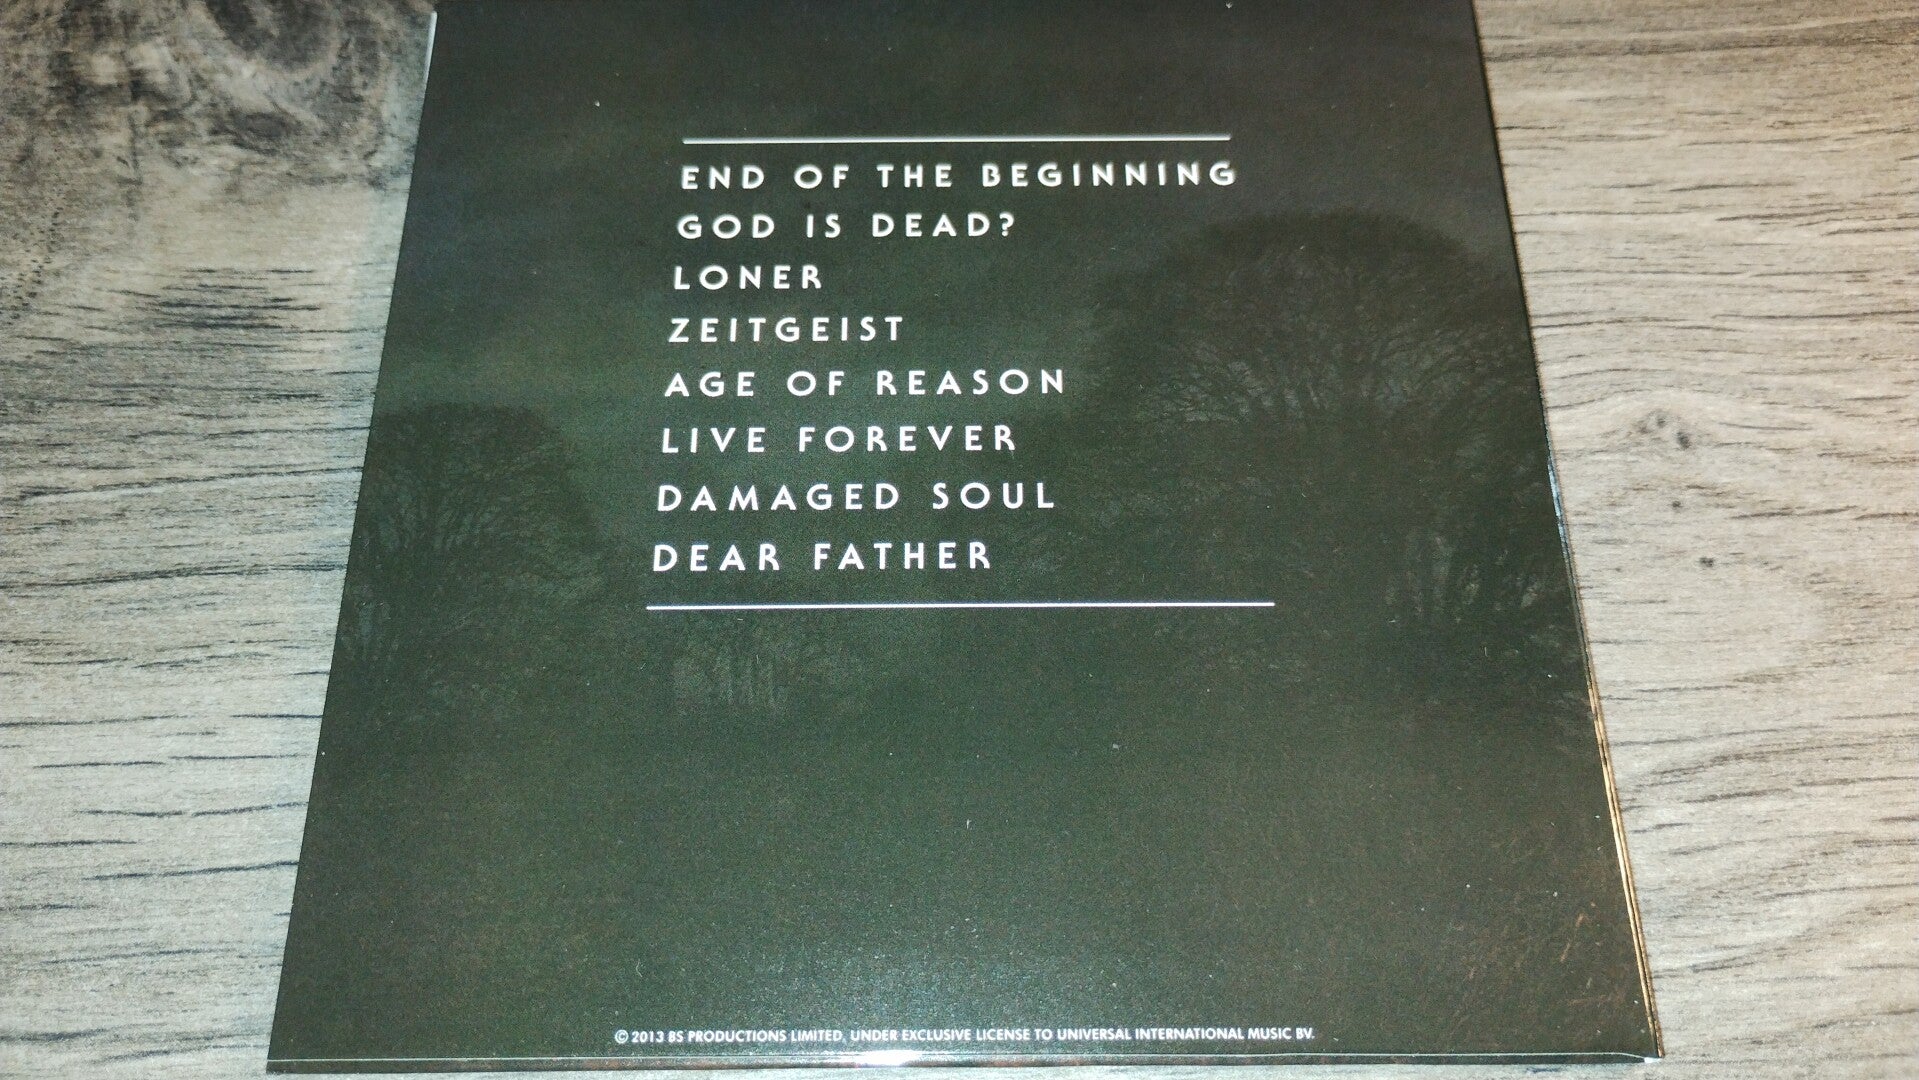 END OF THE BEGINNING
GOD IS DEAD?
LONER
ZEITGEIST
AGE OF REASON
LIVE FOREVER
DAMAGED SOUL
DEAR FATHER
© 2013 BS PRODUCTIONS LIMITED, UNDER EXCLUSIVE LICENSE TO UNIVERSAL INTERNATIONAL MUSIC BV.